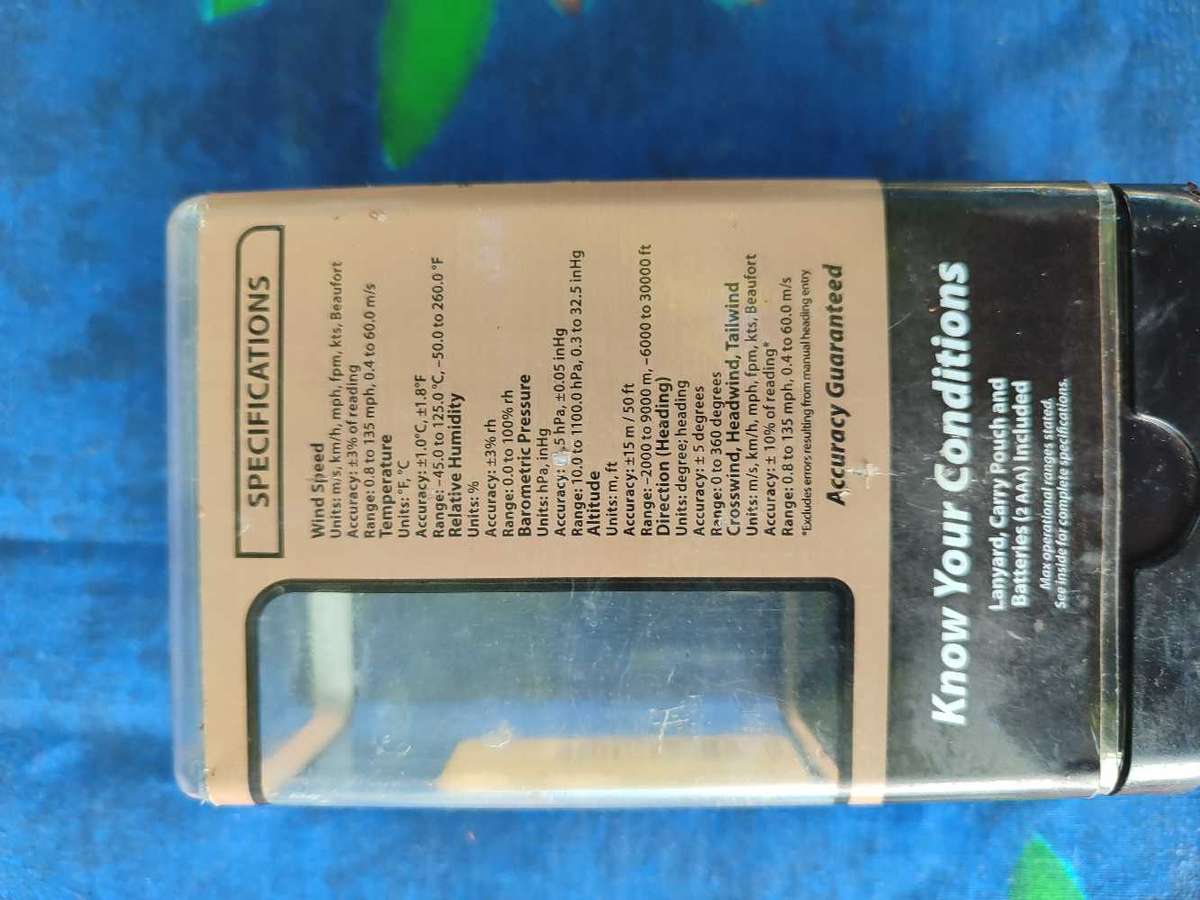 SPECIFICATIONS
Wind Speed
Units: m/s, km/h, mph, fpm, kts, Beaufort
Accuracy: ±3% of reading
Range: 0.8 to 135 mph, 0.4 to 60.0 m/s
Temperature
Units: °F, °C
Accuracy: ±1.0°C, ±1.8°F
Range: −45.0 to 125.0 °C, −50.0 to 260.0 °F
Relative Humidity
Units: %
Accuracy: ±3% rh
Range: 0.0 to 100% rh
Barometric Pressure
Units: hPa, inHg
Accuracy: .5 hPa, ±0.05 inHg
Range: 10.0 to 1100.0 hPa, 0.3 to 32.5 inHg
Altitude
Units: m, ft
Accuracy: ±15 m / 50 ft
Range: −2000 to 9000 m, −6000 to 30000 ft
Direction (Heading)
Units: degree; heading
Accuracy: ± 5 degrees
Range: 0 to 360 degrees
Crosswind, Headwind, Tailwind
Units: m/s, km/h, mph, fpm, kts, Beaufort
Accuracy: ± 10% of reading*
Range: 0.8 to 135 mph, 0.4 to 60.0 m/s
*Excludes errors resulting from manual heading entry
Accuracy Guaranteed
Know Your Conditions
Lanyard, Carry Pouch and
Batteries (2 AAA) Included
Max operational ranges stated.
See inside for complete specifications.